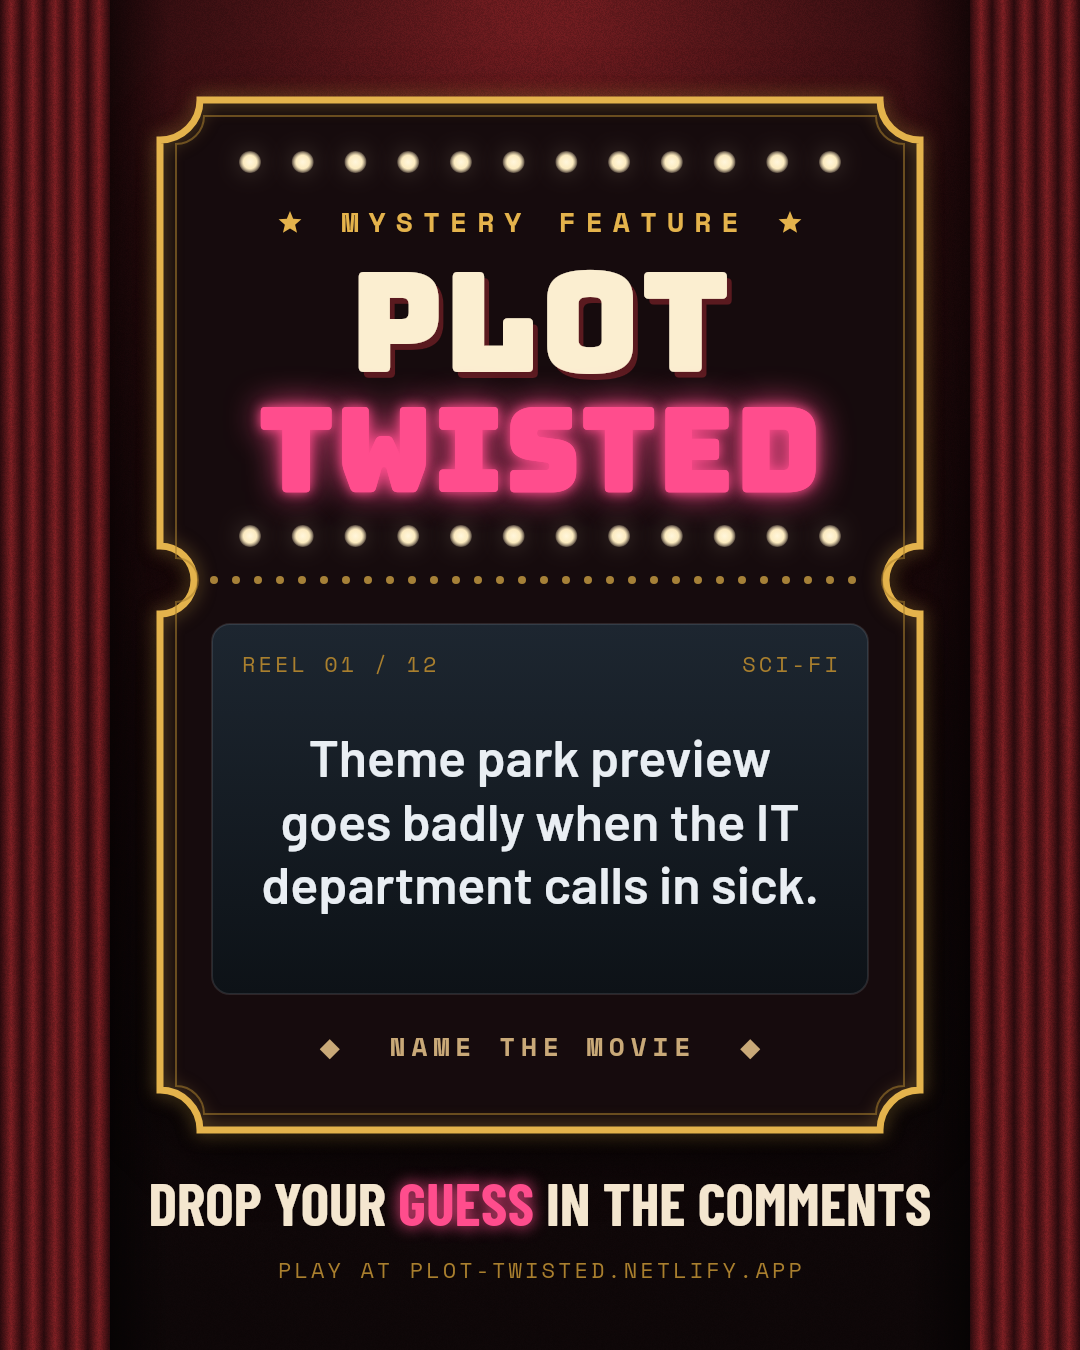 ★ MYSTERY FEATURE ★
PLOT
TWISTED
REEL 01 / 12
SCI-FI
Theme park preview
goes badly when the IT
department calls in sick.
◆ NAME THE MOVIE ◆
DROP YOUR GUESS IN THE COMMENTS
PLAY AT PLOT-TWISTED.NETLIFY.APP